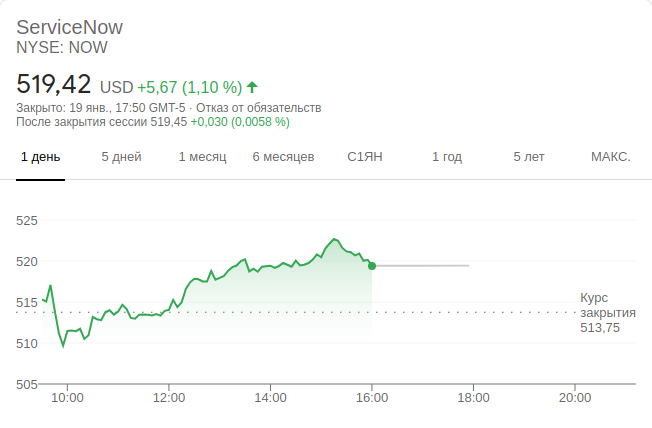 ServiceNow
NYSE: NOW
519,42 USD +5,67 (1,10 %)
Закрыто: 19 янв., 17:50 GMT-5 · Отказ от обязательств
После закрытия сессии 519,45 +0,030 (0,0058 %)
1 день 5 дней 1 месяц 6 месяцев С1ЯН 1 год 5 лет МАКС.
525
520
515
Курс
закрытия
513,75
510
505
10:00 12:00 14:00 16:00 18:00 20:00